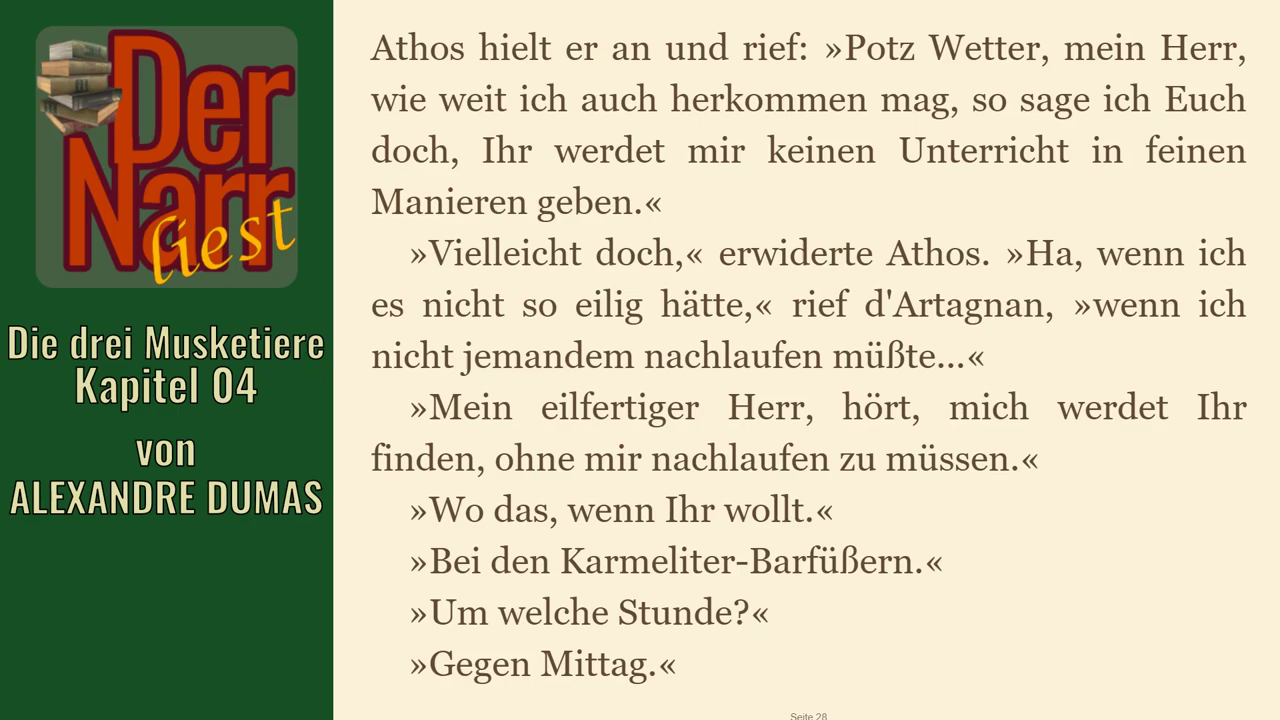 Der
Narr
liest
Die drei Musketiere
Kapitel 04
von
ALEXANDRE DUMAS
Athos hielt er an und rief: »Potz Wetter, mein Herr,
wie weit ich auch herkommen mag, so sage ich Euch
doch, Ihr werdet mir keinen Unterricht in feinen
Manieren geben.«
»Vielleicht doch,« erwiderte Athos. »Ha, wenn ich
es nicht so eilig hätte,« rief d'Artagnan, »wenn ich
nicht jemandem nachlaufen müßte...«
»Mein eilfertiger Herr, hört, mich werdet Ihr
finden, ohne mir nachlaufen zu müssen.«
»Wo das, wenn Ihr wollt.«
»Bei den Karmeliter-Barfüßern.«
»Um welche Stunde?«
»Gegen Mittag.«
Seite 28